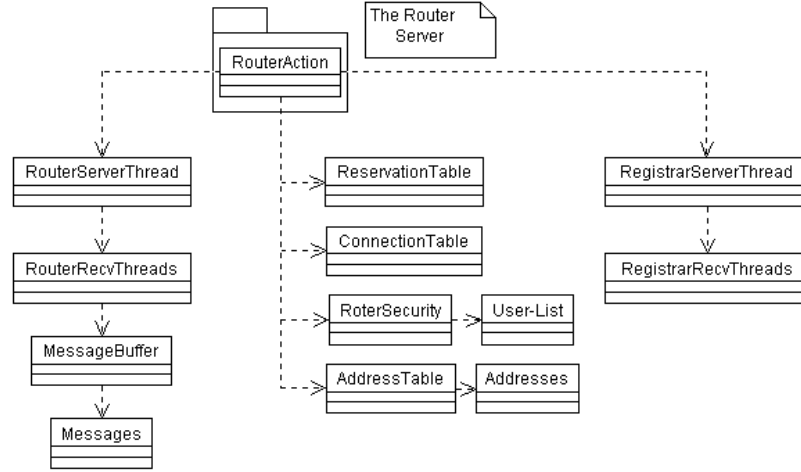 The Router
Server
RouterAction
RouterServerThread
ReservationTable
RegistrarServerThread
ConnectionTable
RouterRecvThreads
RegistrarRecvThreads
RoterSecurity
User-List
MessageBuffer
AddressTable
Addresses
Messages